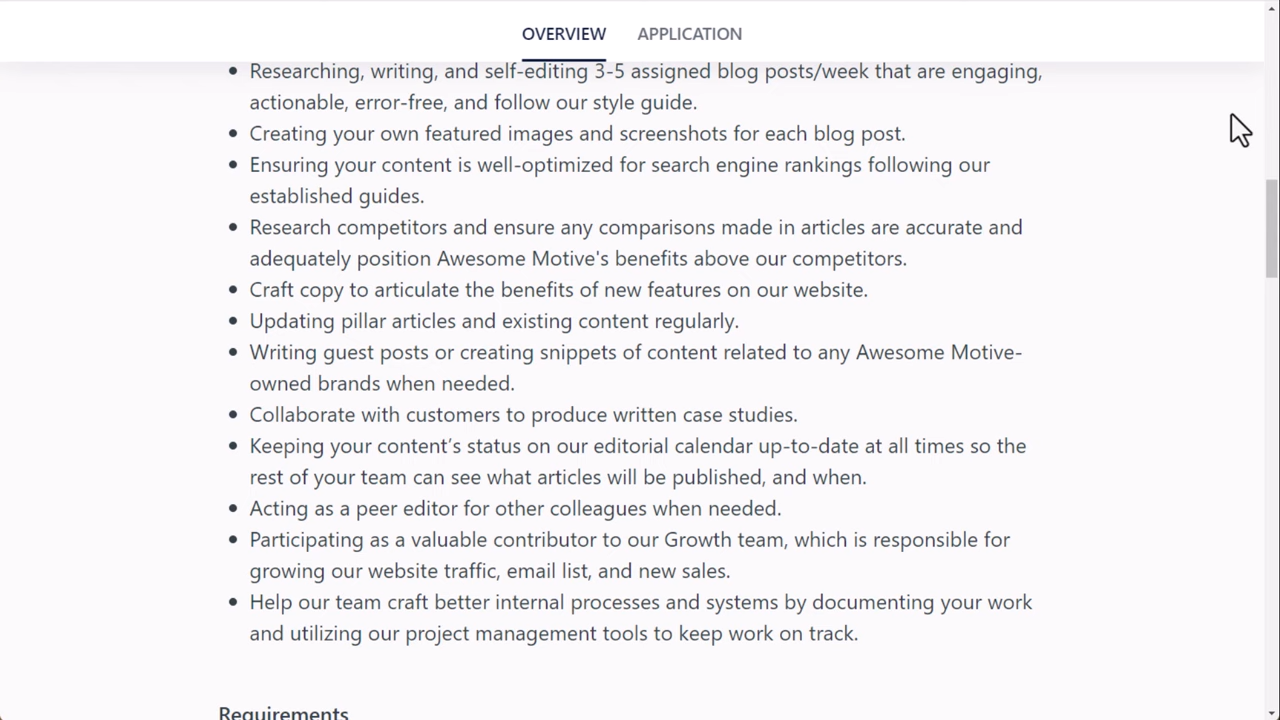 OVERVIEW APPLICATION
• Researching, writing, and self-editing 3-5 assigned blog posts/week that are engaging,
actionable, error-free, and follow our style guide.
• Creating your own featured images and screenshots for each blog post.
• Ensuring your content is well-optimized for search engine rankings following our
established guides.
• Research competitors and ensure any comparisons made in articles are accurate and
adequately position Awesome Motive's benefits above our competitors.
• Craft copy to articulate the benefits of new features on our website.
• Updating pillar articles and existing content regularly.
• Writing guest posts or creating snippets of content related to any Awesome Motive-
owned brands when needed.
• Collaborate with customers to produce written case studies.
• Keeping your content’s status on our editorial calendar up-to-date at all times so the
rest of your team can see what articles will be published, and when.
• Acting as a peer editor for other colleagues when needed.
• Participating as a valuable contributor to our Growth team, which is responsible for
growing our website traffic, email list, and new sales.
• Help our team craft better internal processes and systems by documenting your work
and utilizing our project management tools to keep work on track.
Requirements